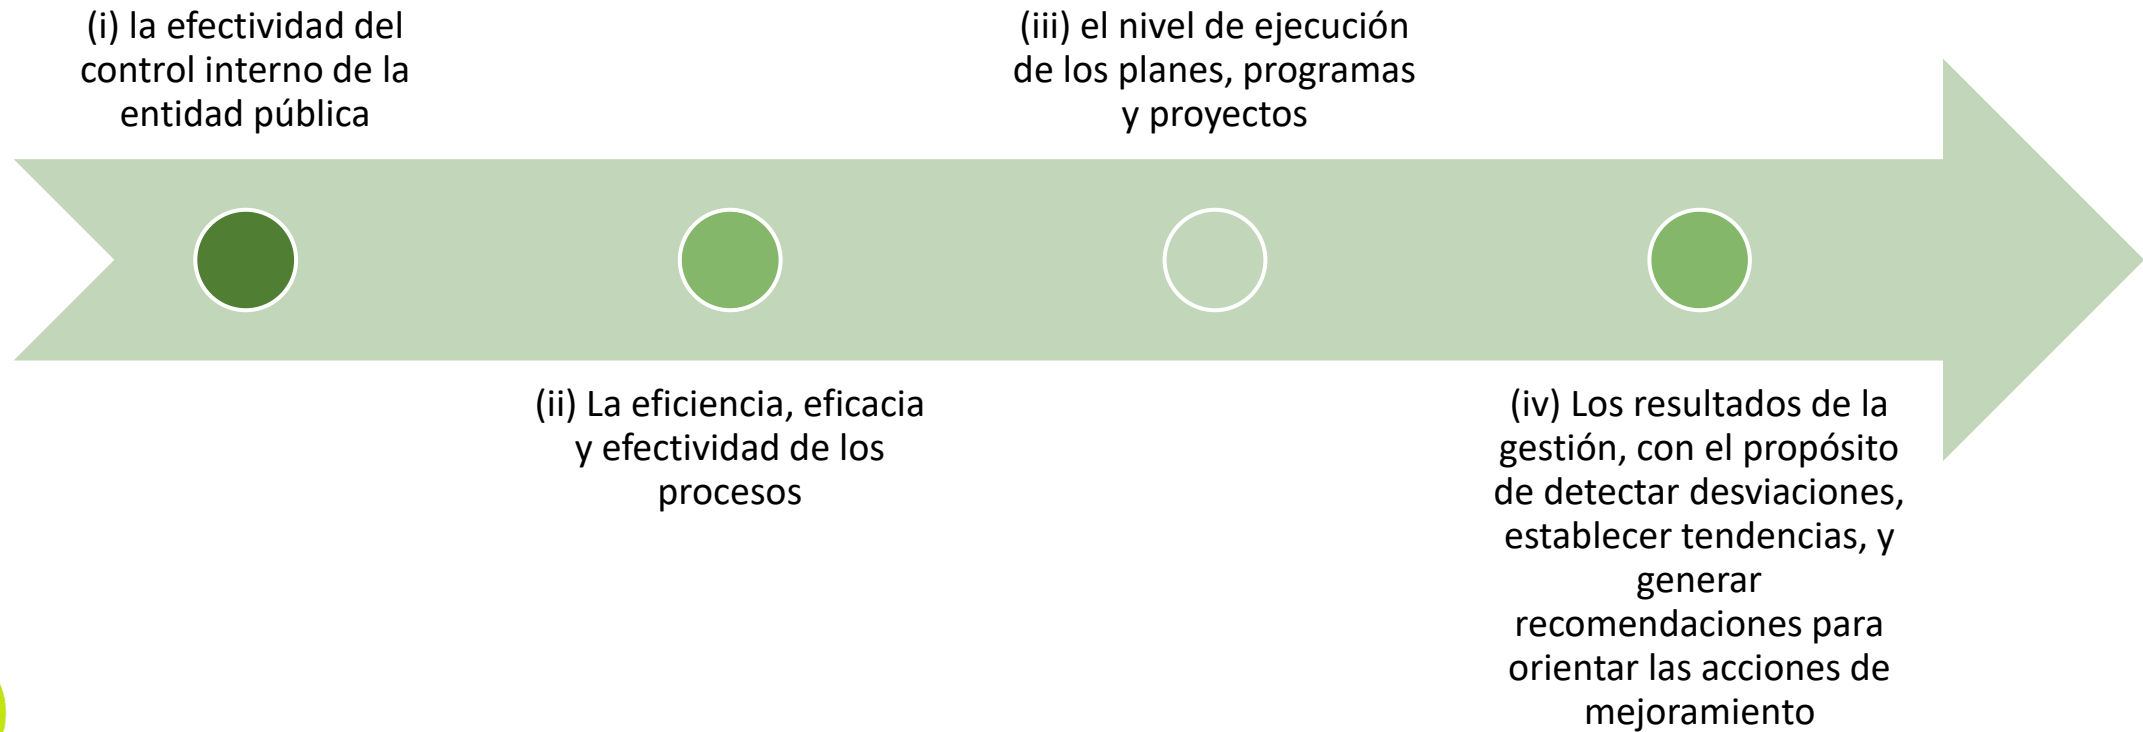 (i) la efectividad del
control interno de la
entidad pública
(ii) La eficiencia, eficacia
y efectividad de los
procesos
(iii) el nivel de ejecución
de los planes, programas
y proyectos
(iv) Los resultados de la
gestión, con el propósito
de detectar desviaciones,
establecer tendencias, y
generar
recomendaciones para
orientar las acciones de
mejoramiento